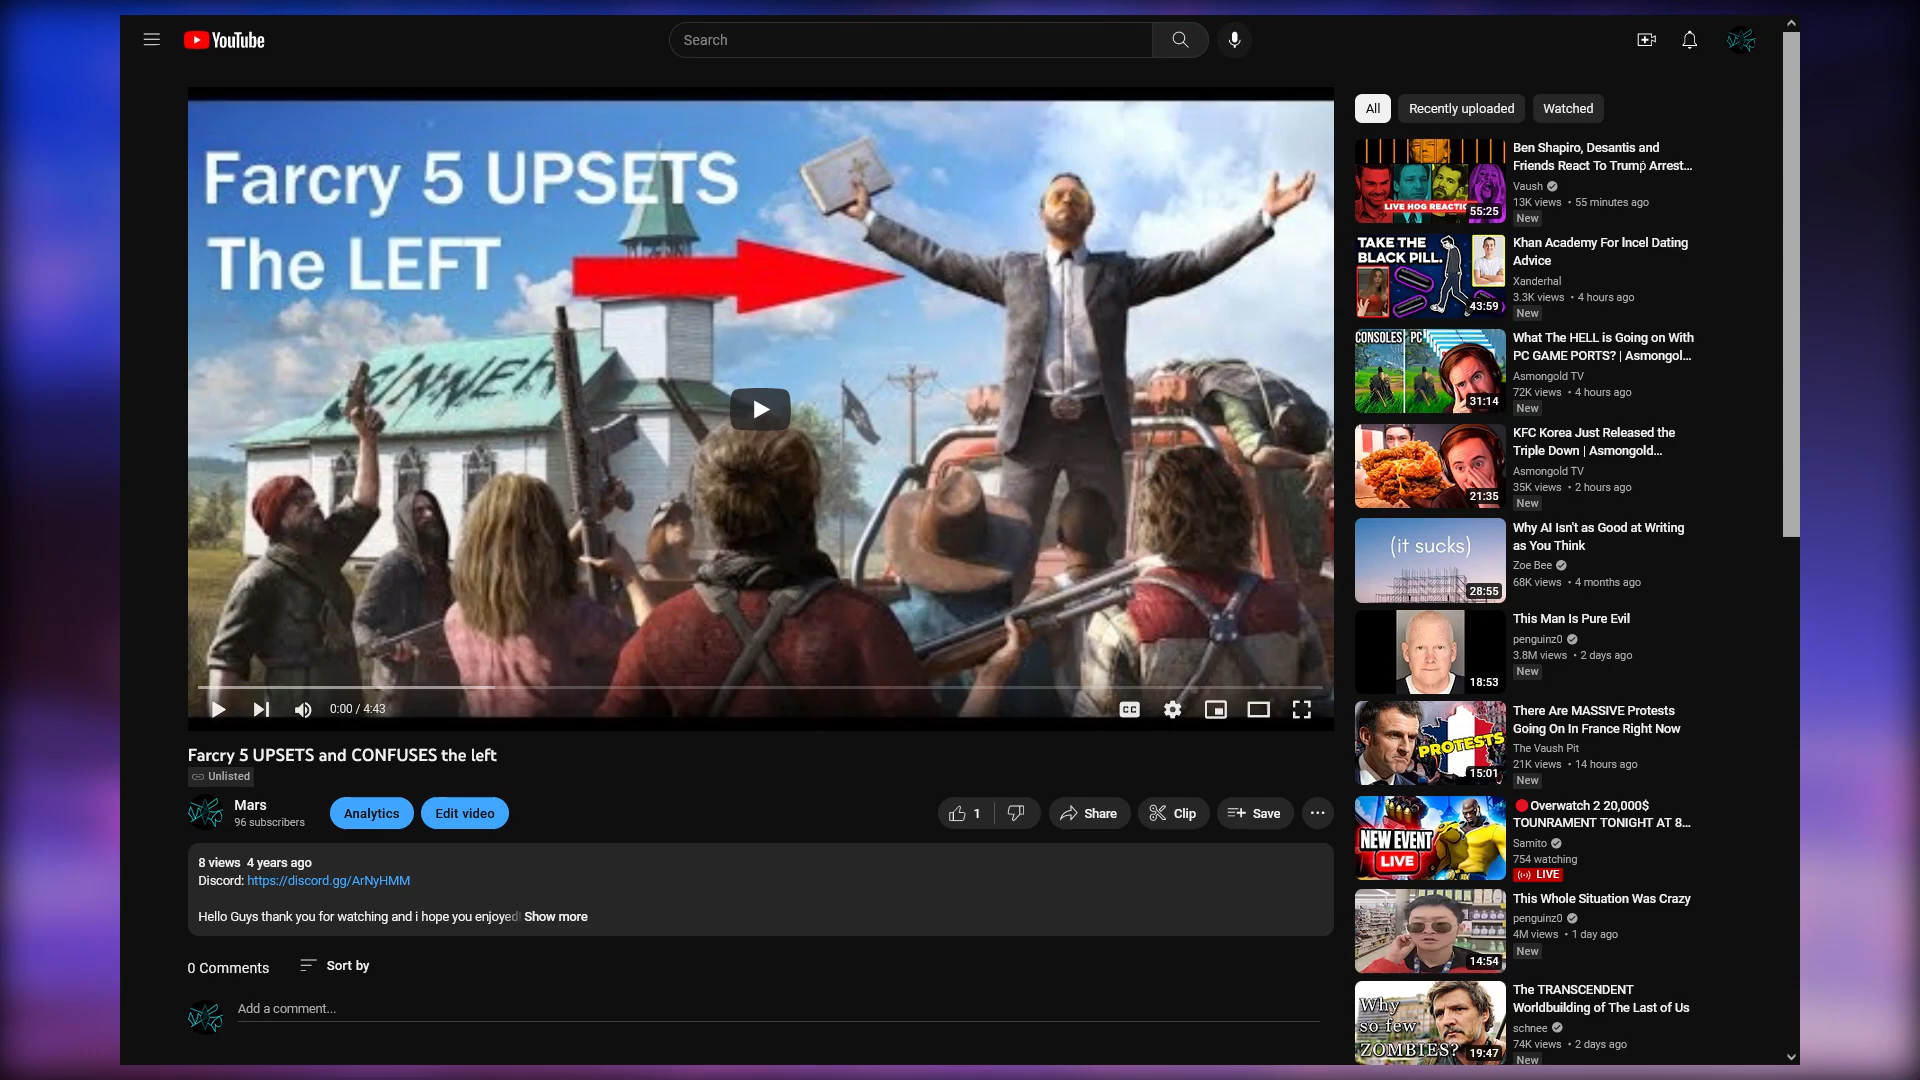 YouTube
Search
Farcry 5 UPSETS
The LEFT
SINNER
0:00 / 4:43
CC
Farcry 5 UPSETS and CONFUSES the left
Unlisted
Mars
96 subscribers
Analytics
Edit video
1
Share
Clip
Save
8 views 4 years ago
Discord: https://discord.gg/ArNyHMM
Hello Guys thank you for watching and i hope you enjoyed! Show more
0 Comments
Sort by
Add a comment...
All
Recently uploaded
Watched
LIVE HOG REACTIO
55:25
Ben Shapiro, Desantis and
Friends React To Trump Arrest...
Vaush
13K views • 55 minutes ago
New
TAKE THE
BLACK PILL.
43:59
Khan Academy For Incel Dating
Advice
Xanderhal
3.3K views • 4 hours ago
New
CONSOLES PC
31:14
What The HELL is Going on With
PC GAME PORTS? | Asmongol...
Asmongold TV
72K views • 4 hours ago
New
21:35
KFC Korea Just Released the
Triple Down | Asmongold...
Asmongold TV
35K views • 2 hours ago
New
(it sucks)
28:55
Why AI Isn't as Good at Writing
as You Think
Zoe Bee
68K views • 4 months ago
18:53
This Man Is Pure Evil
penguinz0
3.8M views • 2 days ago
New
PROTESTS
15:01
There Are MASSIVE Protests
Going On In France Right Now
The Vaush Pit
21K views • 14 hours ago
New
NEW EVENT
LIVE
Overwatch 2 20,000$
TOUNRAMENT TONIGHT AT 8...
Samito
754 watching
LIVE
14:54
This Whole Situation Was Crazy
penguinz0
4M views • 1 day ago
New
Why
so few
ZOMBIES?
19:47
The TRANSCENDENT
Worldbuilding of The Last of Us
schnee
74K views • 2 days ago
New